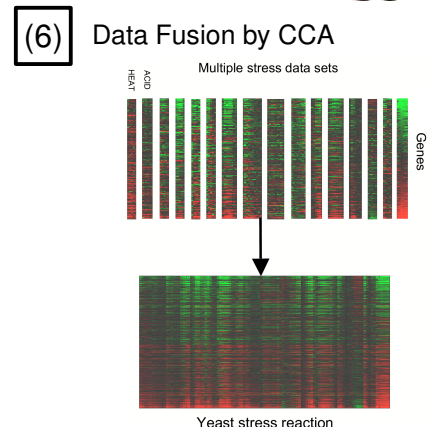 (6) Data Fusion by CCA
Multiple stress data sets
HEAT
ACID
Genes
Yeast stress reaction